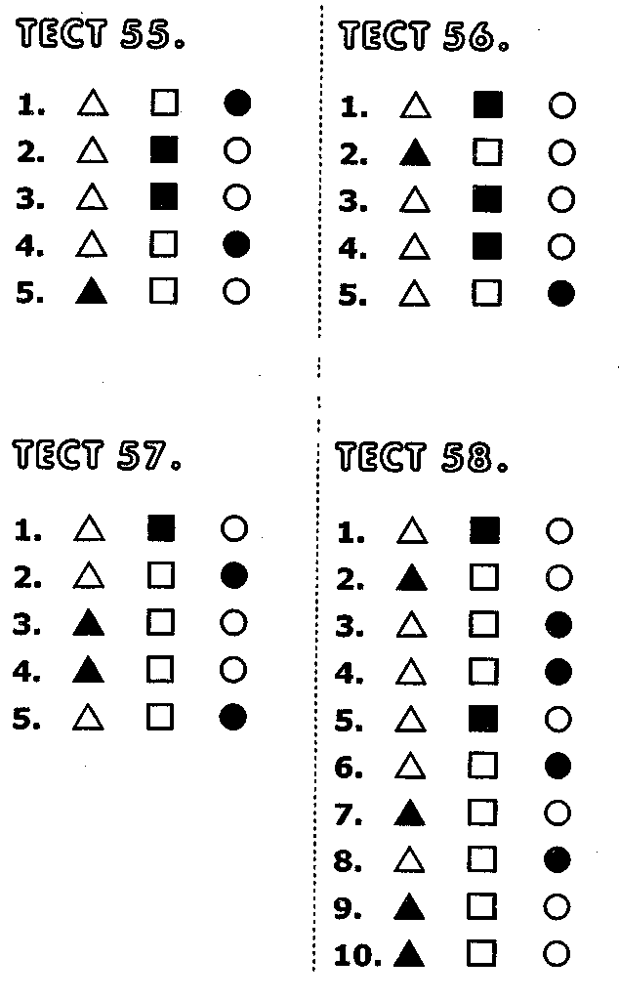 ТЕСТ 55.
1. △ □ ●
2. △ ■ ○
3. △ ■ ○
4. △ □ ●
5. ▲ □ ○
ТЕСТ 56.
1. △ ■ ○
2. ▲ □ ○
3. △ ■ ○
4. △ ■ ○
5. △ □ ●
ТЕСТ 57.
1. △ ■ ○
2. △ □ ●
3. ▲ □ ○
4. ▲ □ ○
5. △ □ ●
ТЕСТ 58.
1. △ ■ ○
2. ▲ □ ○
3. △ □ ●
4. △ □ ●
5. △ ■ ○
6. △ □ ●
7. ▲ □ ○
8. △ □ ●
9. ▲ □ ○
10. ▲ □ ○